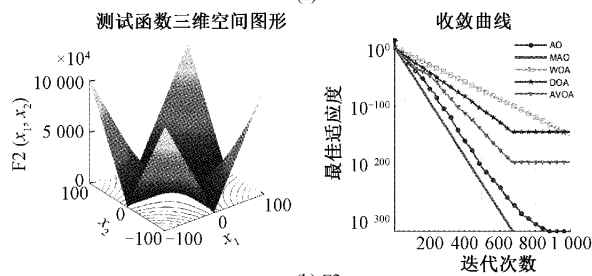 测试函数三维空间图形
×10⁴
10 000
5 000
0
F2 (x₁, x₂)
100
0
-100
x₂
-100
0
100
x₁
收敛曲线
10⁰
10⁻¹⁰⁰
10 ²⁰⁰
10 ³⁰⁰
最佳适应度
AO
MAO
WOA
DOA
AVOA
200 400 600 800 1 000
迭代次数